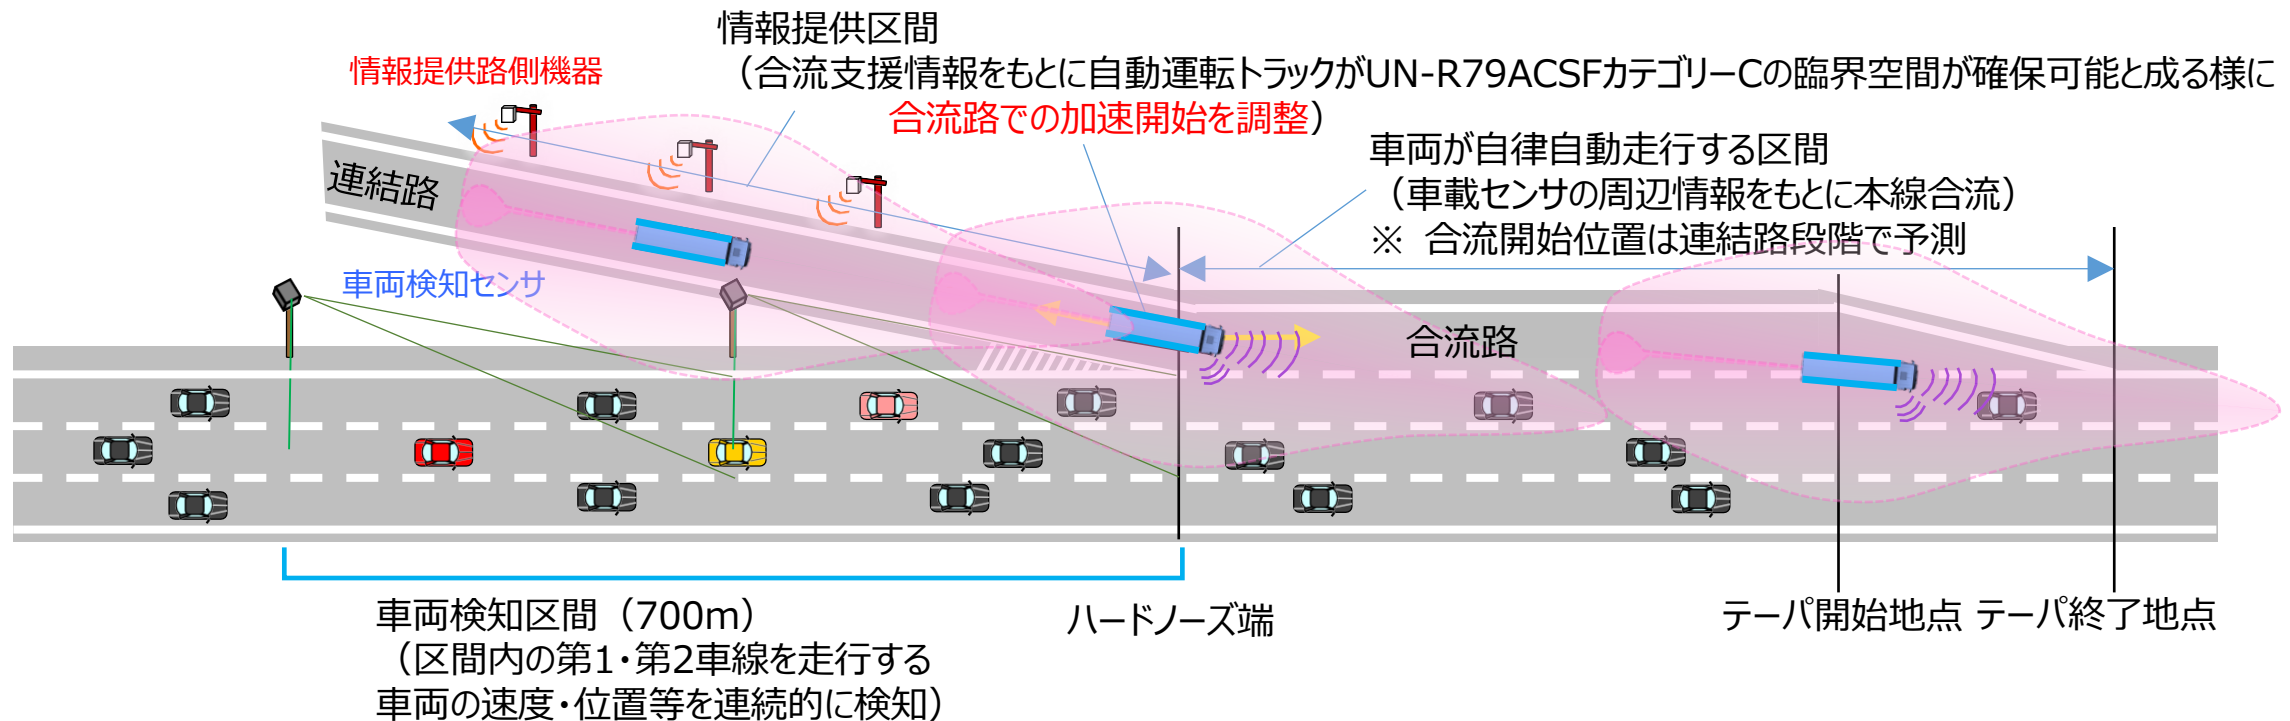 情報提供区間
（合流支援情報をもとに自動運転トラックがUN-R79ACSFカテゴリーCの臨界空間が確保可能と成る様に
合流路での加速開始を調整）
情報提供路側機器
車両が自律自動走行する区間
（車載センサの周辺情報をもとに本線合流）
※ 合流開始位置は連結路段階で予測
連結路
車両検知センサ
合流路
車両検知区間（700m）
（区間内の第1・第2車線を走行する
車両の速度・位置等を連続的に検知）
ハードノーズ端
テーパ開始地点
テーパ終了地点